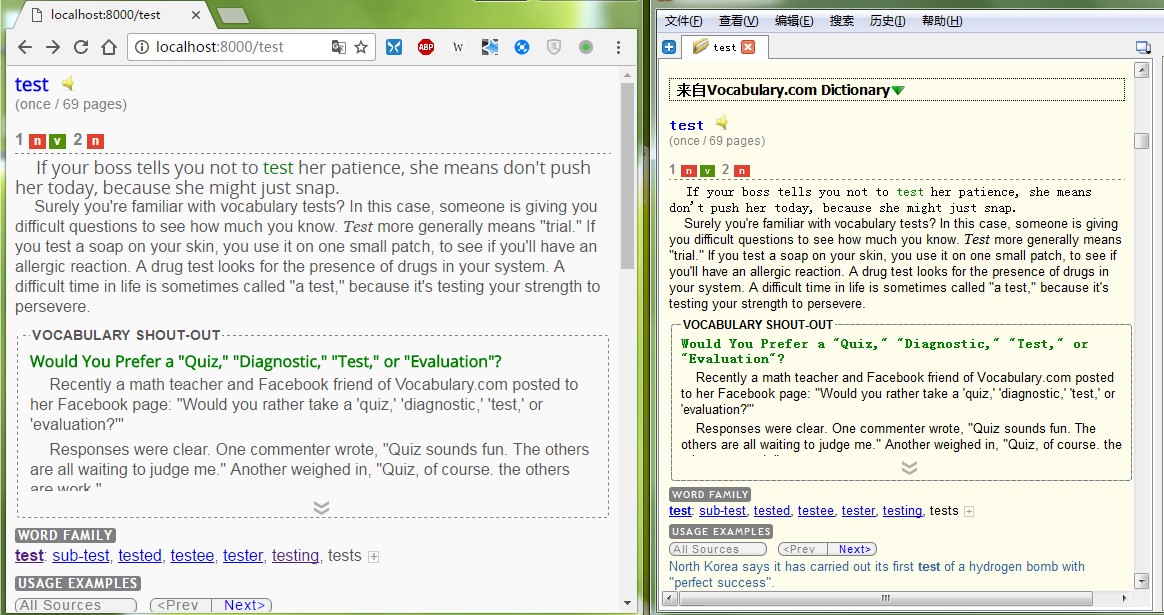 localhost:8000/test
localhost:8000/test
ABP
W
test
(once / 69 pages)
1 n v 2 n
If your boss tells you not to test her patience, she means don't push
her today, because she might just snap.
Surely you're familiar with vocabulary tests? In this case, someone is giving you
difficult questions to see how much you know. Test more generally means "trial." If
you test a soap on your skin, you use it on one small patch, to see if you'll have an
allergic reaction. A drug test looks for the presence of drugs in your system. A
difficult time in life is sometimes called "a test," because it's testing your strength to
persevere.
VOCABULARY SHOUT-OUT
Would You Prefer a "Quiz," "Diagnostic," "Test," or "Evaluation"?
Recently a math teacher and Facebook friend of Vocabulary.com posted to
her Facebook page: "Would you rather take a 'quiz,' 'diagnostic,' 'test,' or
'evaluation?'"
Responses were clear. One commenter wrote, "Quiz sounds fun. The others
are all waiting to judge me." Another weighed in, "Quiz, of course. the others
are work."
WORD FAMILY
test: sub-test, tested, testee, tester, testing, tests
USAGE EXAMPLES
All Sources <Prev Next>
文件(F) 查看(V) 编辑(E) 搜索 历史(I) 帮助(H)
test
来自Vocabulary.com Dictionary
test
(once / 69 pages)
1 n v 2 n
If your boss tells you not to test her patience, she means
don't push her today, because she might just snap.
Surely you're familiar with vocabulary tests? In this case, someone is giving
you difficult questions to see how much you know. Test more generally means
"trial." If you test a soap on your skin, you use it on one small patch, to see if
you'll have an allergic reaction. A drug test looks for the presence of drugs in
your system. A difficult time in life is sometimes called "a test," because it's
testing your strength to persevere.
VOCABULARY SHOUT-OUT
Would You Prefer a "Quiz," "Diagnostic," "Test," or
"Evaluation"?
Recently a math teacher and Facebook friend of Vocabulary.com posted
to her Facebook page: "Would you rather take a 'quiz,' 'diagnostic,' 'test,' or
'evaluation?'"
Responses were clear. One commenter wrote, "Quiz sounds fun. The
others are all waiting to judge me." Another weighed in, "Quiz, of course. the
WORD FAMILY
test: sub-test, tested, testee, tester, testing, tests
USAGE EXAMPLES
All Sources <Prev Next>
North Korea says it has carried out its first test of a hydrogen bomb with
"perfect success".